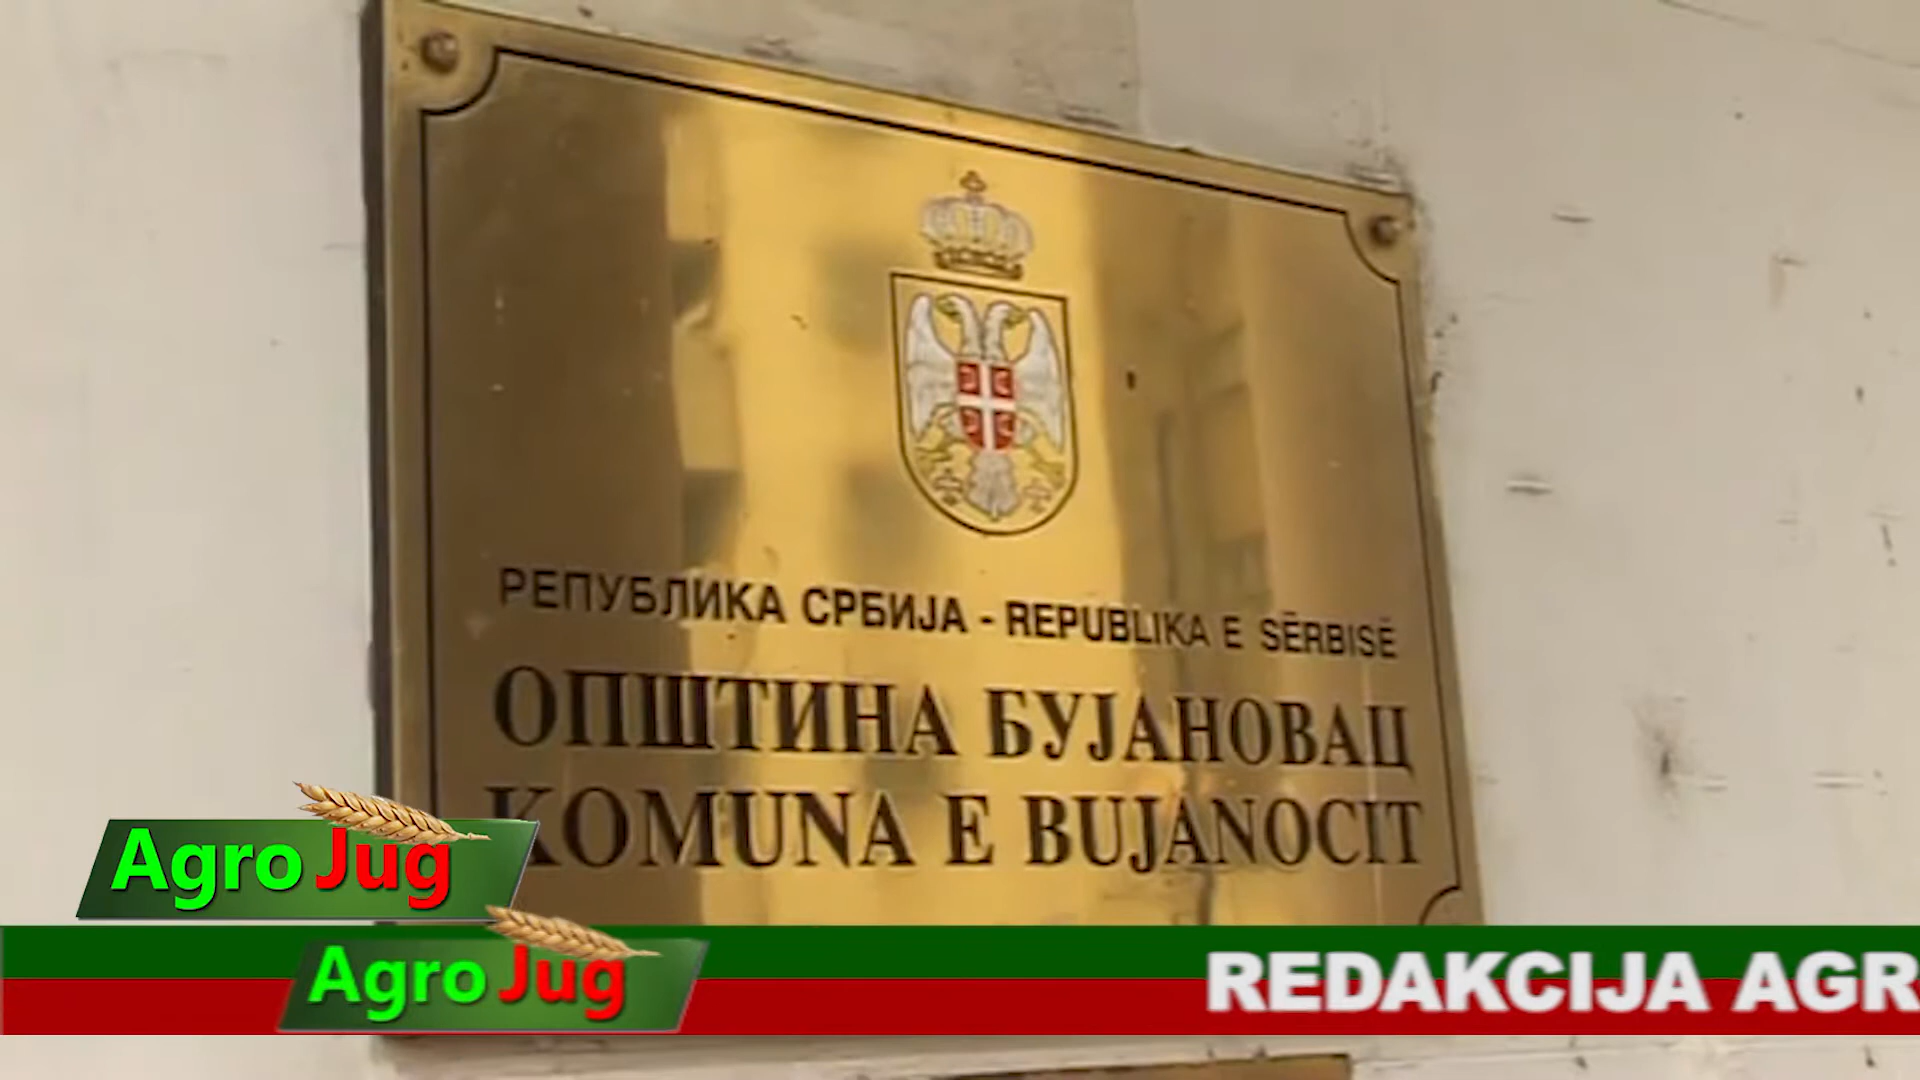 РЕПУБЛИКА СРБИЈА - REPUBLIKA E SËRBISË
ОПШТИНА БУЈАНОВАЦ
KOMUNA E BUJANOCIT
Agro Jug
Agro Jug
REDAKCIJA AGR